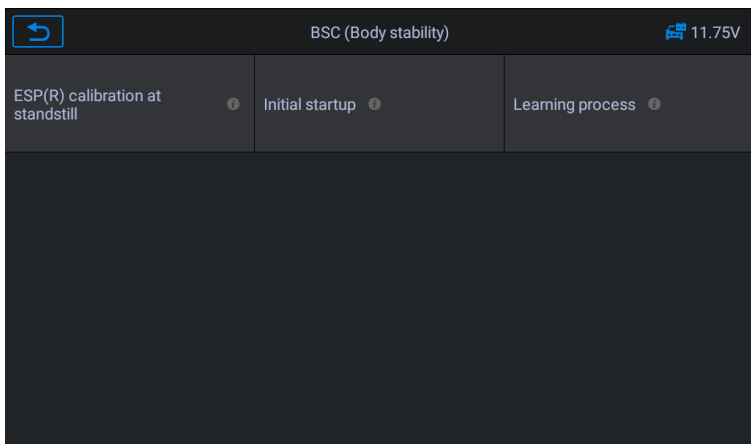 BSC (Body stability)
11.75V
ESP(R) calibration at
standstill
Initial startup
Learning process